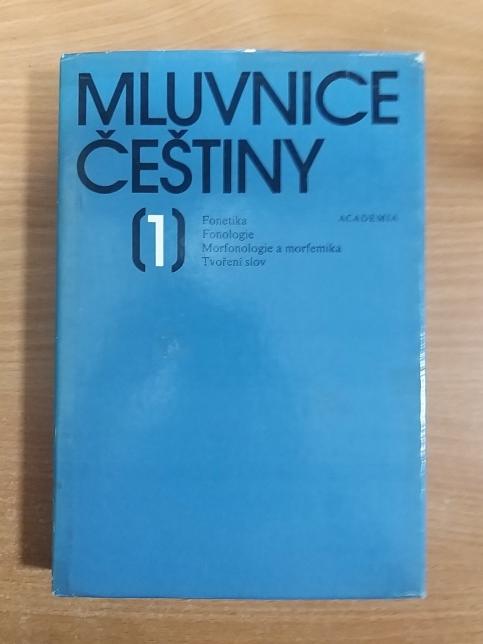 MLUVNICE
ČEŠTINY
(1)
Fonetika
Fonologie
Morfonologie a morfemika
Tvoření slov
ACADEMIA